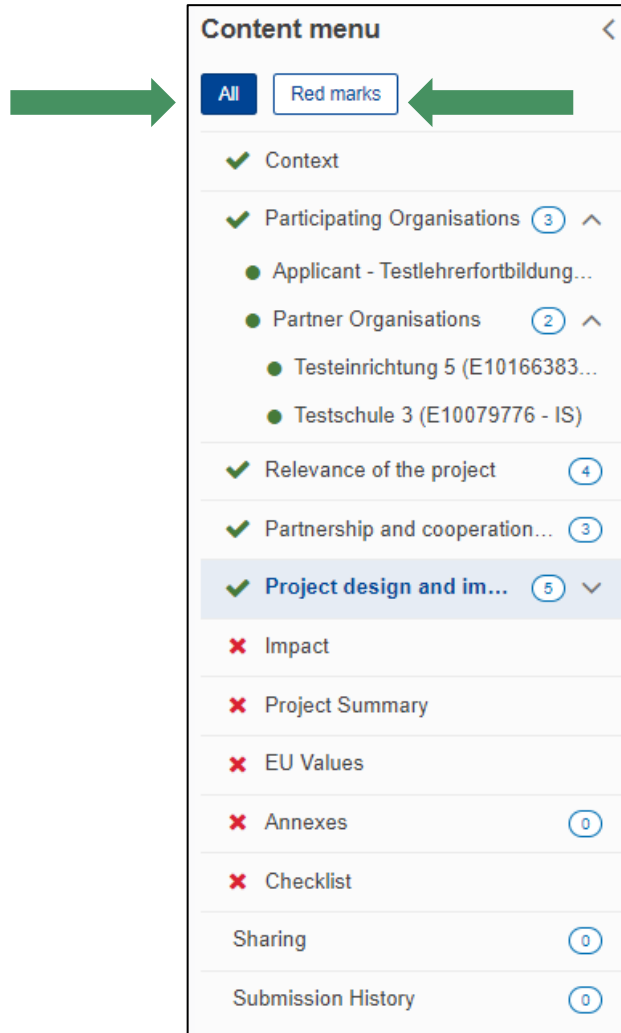 Content menu
All Red marks
Context
Participating Organisations 3
Applicant - Testlehrerfortbildung...
Partner Organisations 2
Testeinrichtung 5 (E10166383...
Testschule 3 (E10079776 - IS)
Relevance of the project 4
Partnership and cooperation... 3
Project design and im... 5
Impact
Project Summary
EU Values
Annexes 0
Checklist
Sharing 0
Submission History 0